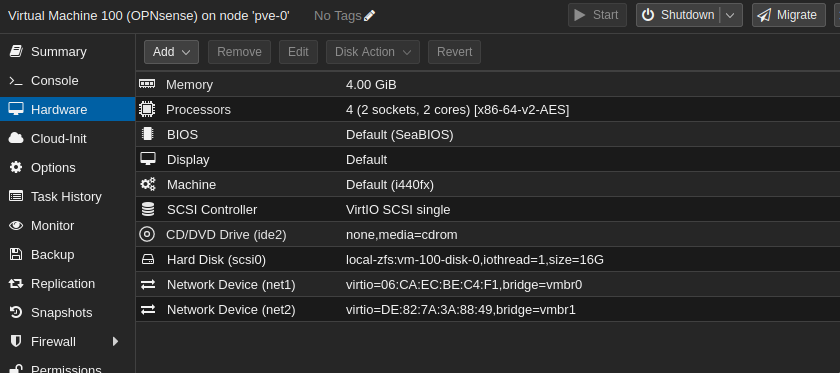 Virtual Machine 100 (OPNsense) on node 'pve-0' No Tags Start Shutdown Migrate
Summary
Console
Hardware
Cloud-Init
Options
Task History
Monitor
Backup
Replication
Snapshots
Firewall
Permissions
Add Remove Edit Disk Action Revert
Memory 4.00 GiB
Processors 4 (2 sockets, 2 cores) [x86-64-v2-AES]
BIOS Default (SeaBIOS)
Display Default
Machine Default (i440fx)
SCSI Controller VirtIO SCSI single
CD/DVD Drive (ide2) none,media=cdrom
Hard Disk (scsi0) local-zfs:vm-100-disk-0,iothread=1,size=16G
Network Device (net1) virtio=06:CA:EC:BE:C4:F1,bridge=vmbr0
Network Device (net2) virtio=DE:82:7A:3A:88:49,bridge=vmbr1